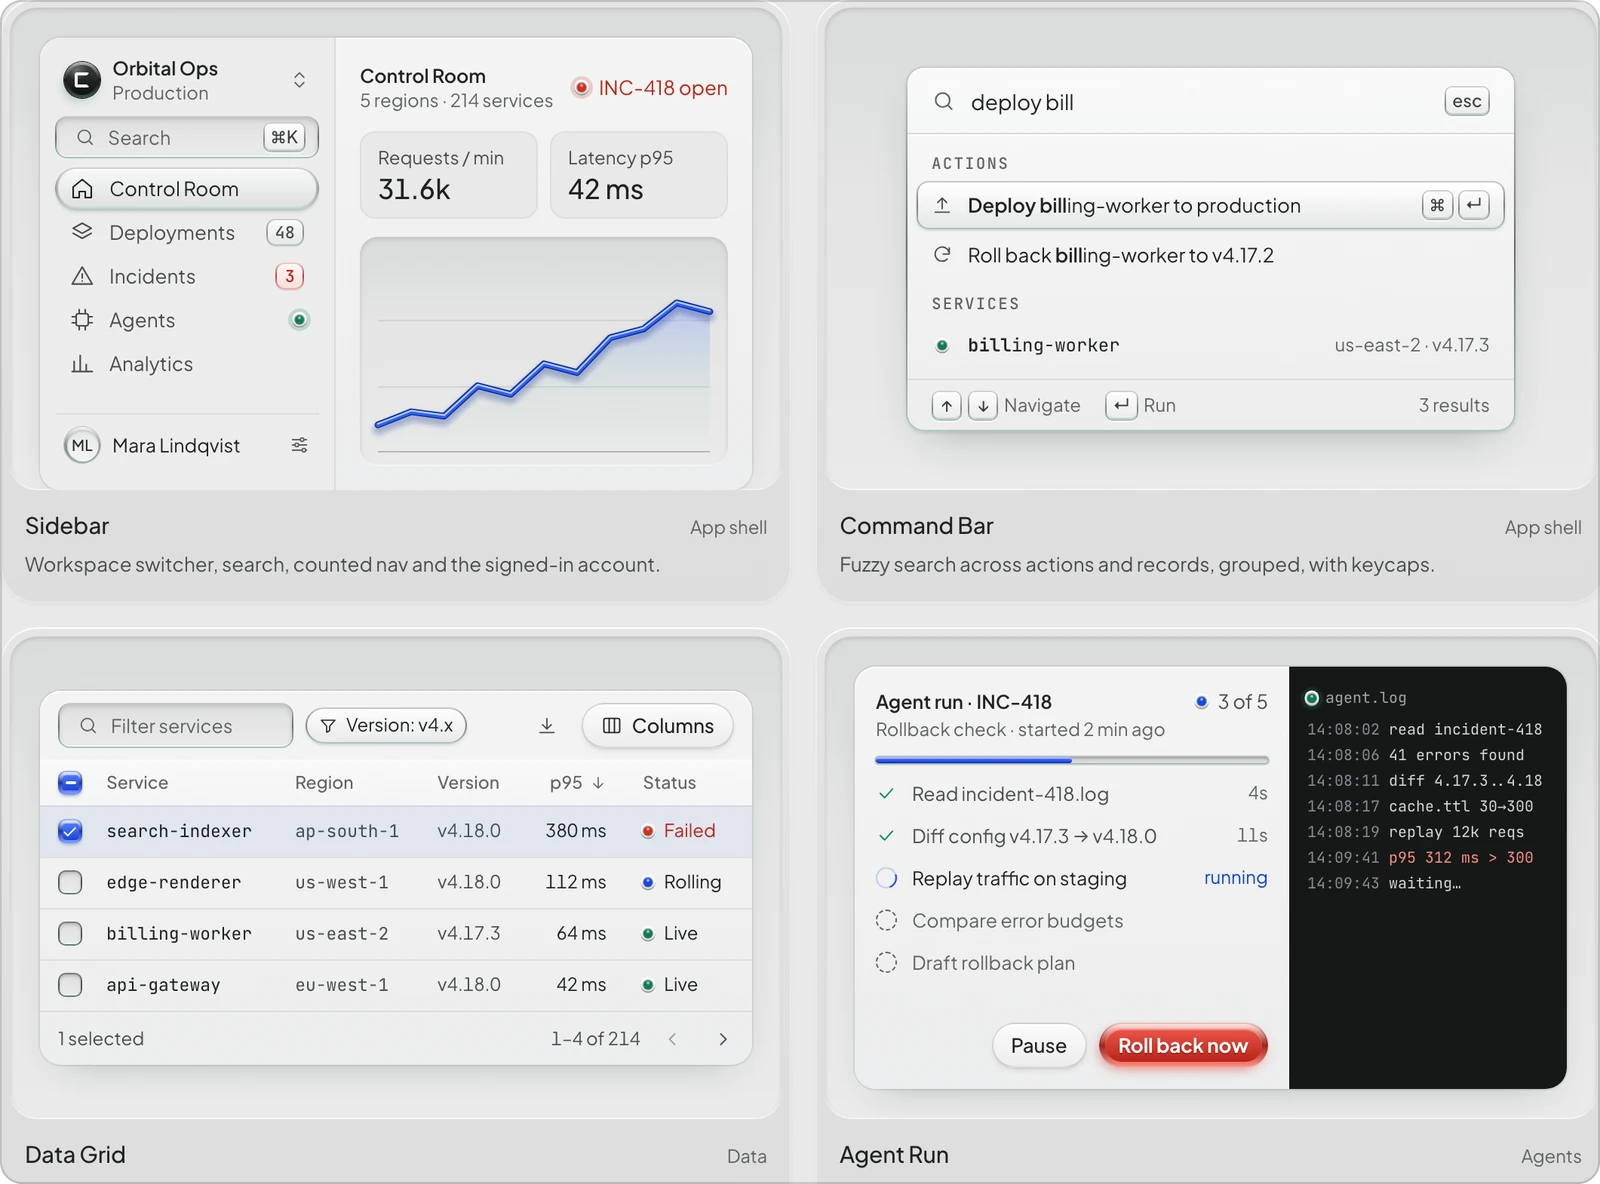 Orbital Ops
Production
Search ⌘K
Control Room
Deployments 48
Incidents 3
Agents
Analytics
ML Mara Lindqvist
Control Room
5 regions · 214 services
INC-418 open
Requests / min
31.6k
Latency p95
42 ms
Sidebar
App shell
Workspace switcher, search, counted nav and the signed-in account.
deploy bill
esc
ACTIONS
Deploy billing-worker to production ⌘ ↵
Roll back billing-worker to v4.17.2
SERVICES
billing-worker us-east-2 · v4.17.3
↑ ↓ Navigate ↵ Run 3 results
Command Bar
App shell
Fuzzy search across actions and records, grouped, with keycaps.
Filter services
Version: v4.x
Columns
Service Region Version p95 ↓ Status
search-indexer ap-south-1 v4.18.0 380 ms Failed
edge-renderer us-west-1 v4.18.0 112 ms Rolling
billing-worker us-east-2 v4.17.3 64 ms Live
api-gateway eu-west-1 v4.18.0 42 ms Live
1 selected 1–4 of 214
Data Grid
Data
Agent run · INC-418 3 of 5
Rollback check · started 2 min ago
Read incident-418.log 4s
Diff config v4.17.3 → v4.18.0 11s
Replay traffic on staging running
Compare error budgets
Draft rollback plan
Pause
Roll back now
agent.log
14:08:02 read incident-418
14:08:06 41 errors found
14:08:11 diff 4.17.3..4.18
14:08:17 cache.ttl 30→300
14:08:19 replay 12k reqs
14:09:41 p95 312 ms > 300
14:09:43 waiting…
Agent Run
Agents